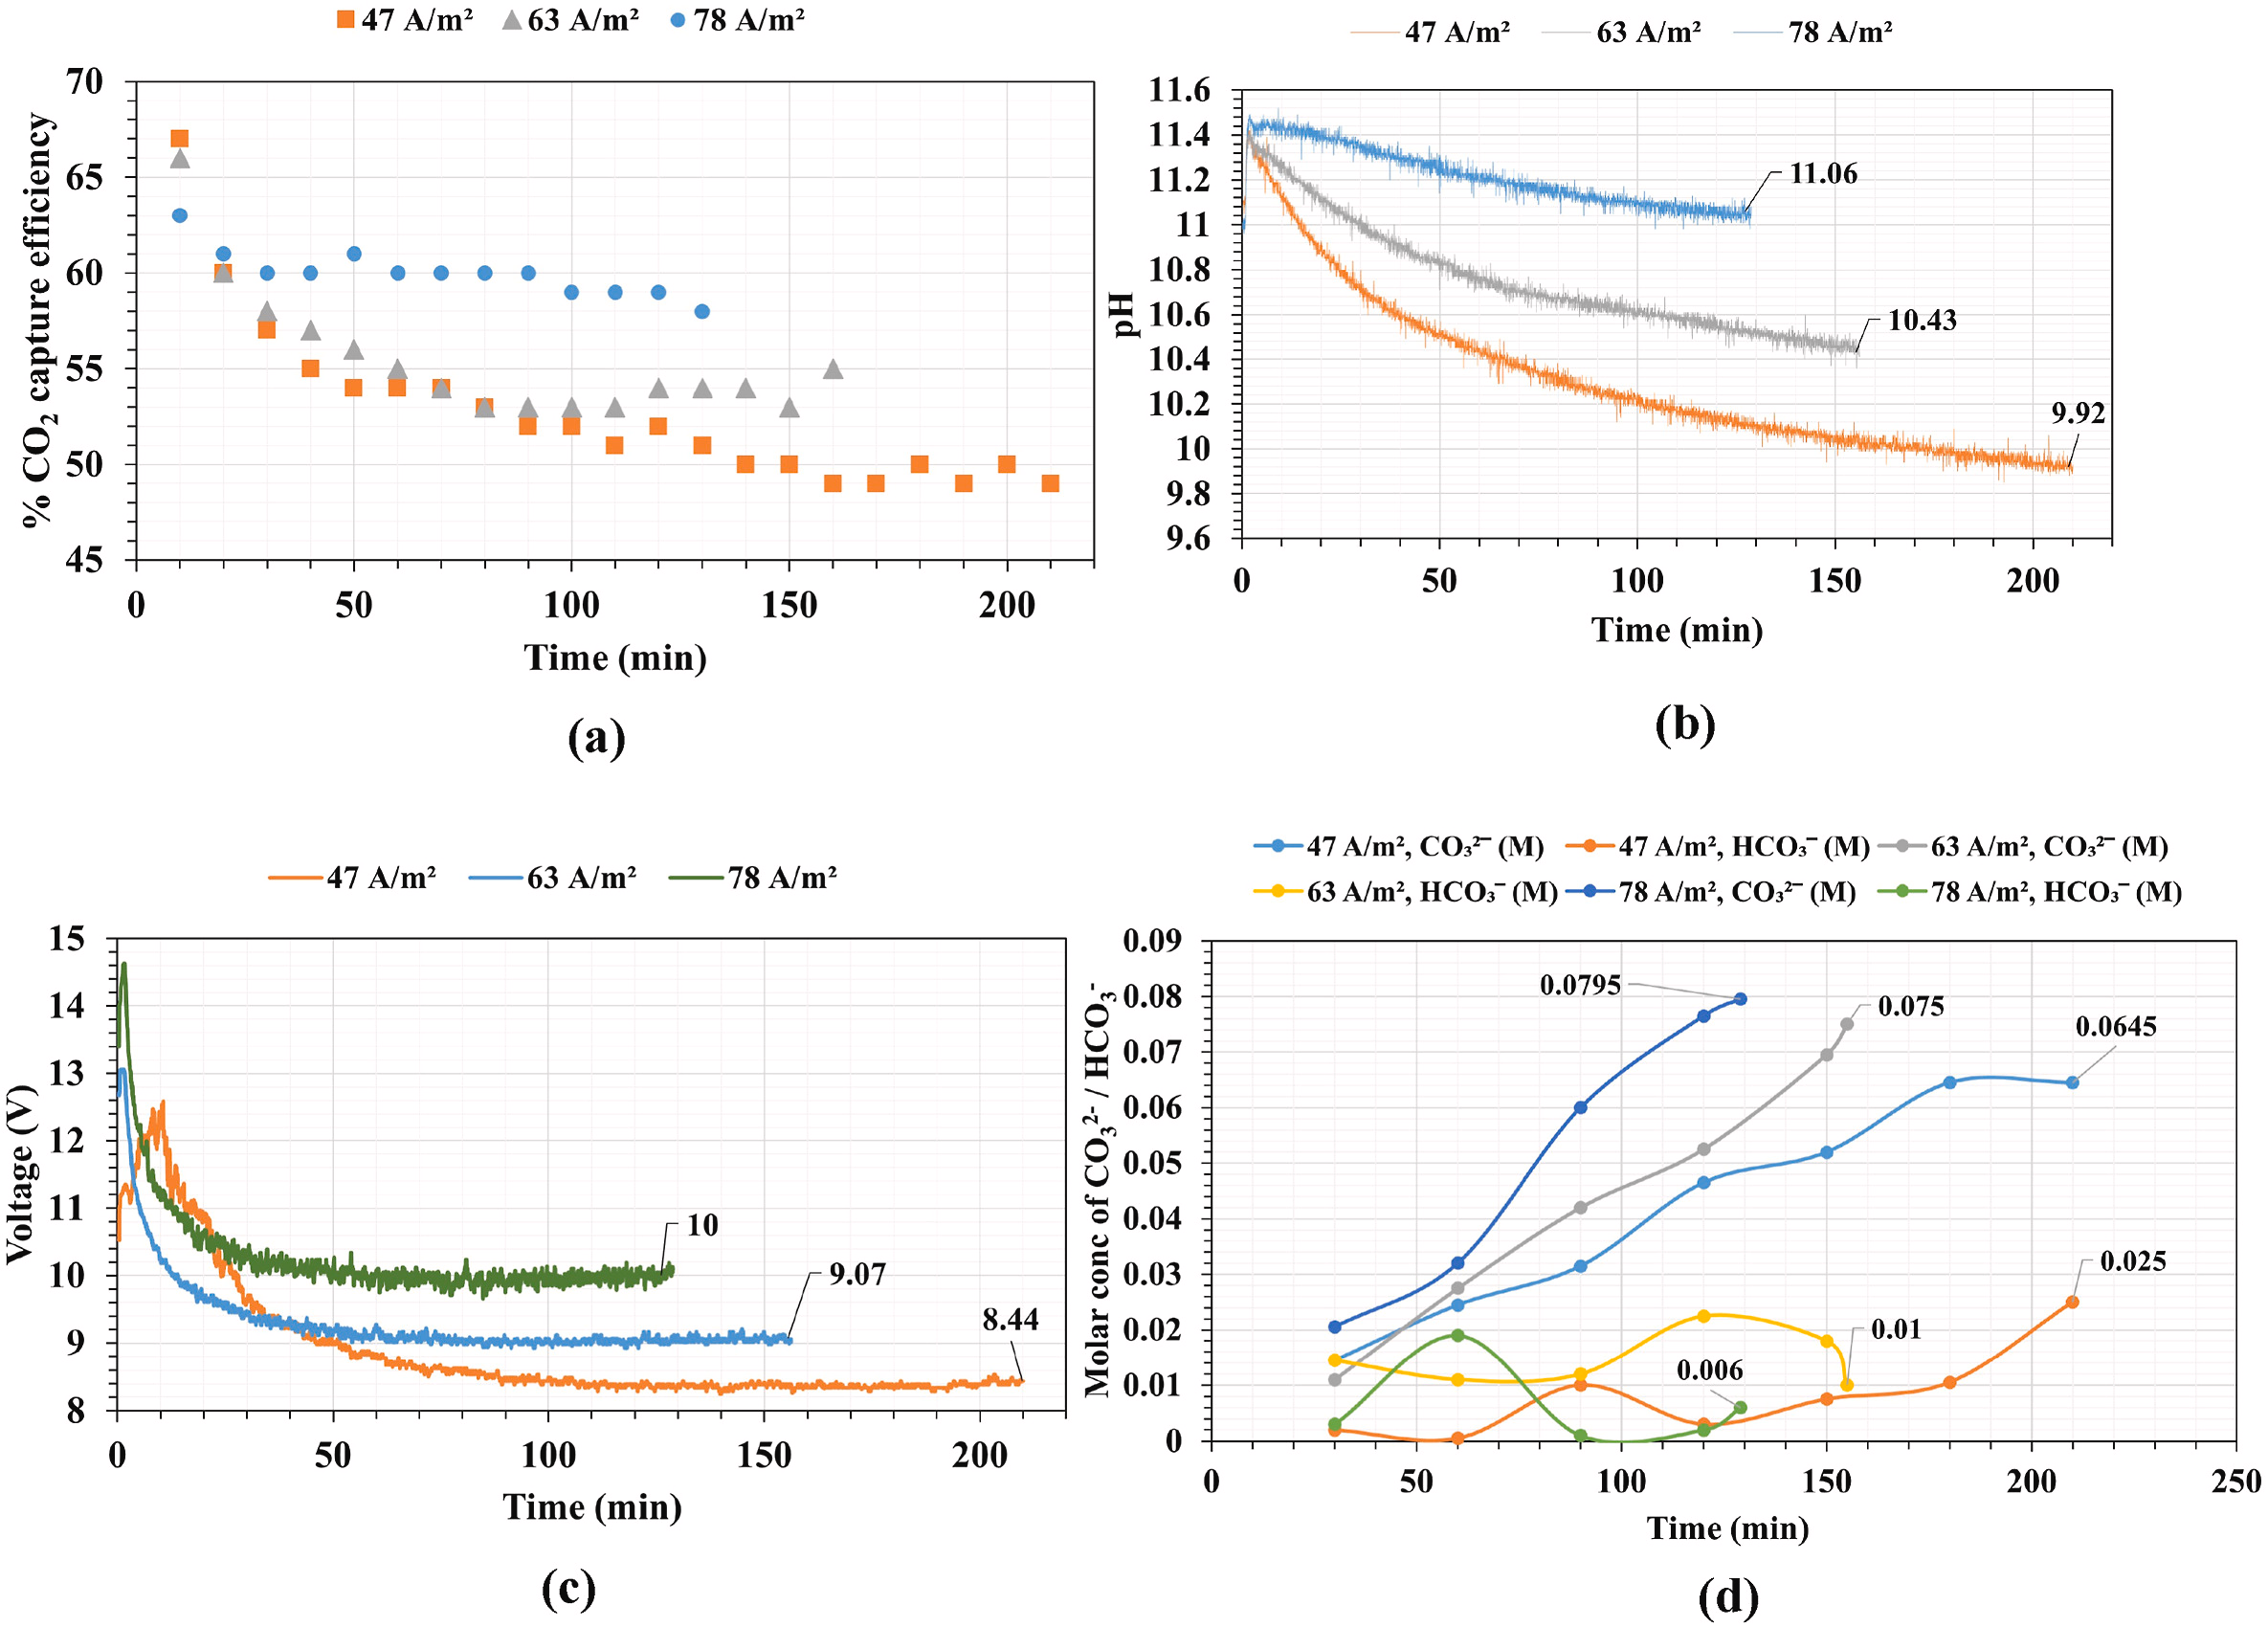 47 A/m² 63 A/m² 78 A/m²
70
65
60
55
50
45
% CO₂ capture efficiency
0 50 100 150 200
Time (min)
(a)
47 A/m² 63 A/m² 78 A/m²
pH
11.6
11.4
11.2
11
10.8
10.6
10.4
10.2
10
9.8
9.6
11.06
10.43
9.92
0 50 100 150 200
Time (min)
(b)
47 A/m² 63 A/m² 78 A/m²
15
14
13
12
11
10
9
8
Voltage (V)
10
9.07
8.44
0 50 100 150 200
Time (min)
(c)
47 A/m², CO₃²⁻ (M) 47 A/m², HCO₃⁻ (M) 63 A/m², CO₃²⁻ (M)
63 A/m², HCO₃⁻ (M) 78 A/m², CO₃²⁻ (M) 78 A/m², HCO₃⁻ (M)
0.09
0.08
0.07
0.06
0.05
0.04
0.03
0.02
0.01
0
Molar conc of CO₃²⁻ / HCO₃⁻
0.0795
0.075
0.0645
0.025
0.01
0.006
0 50 100 150 200 250
Time (min)
(d)